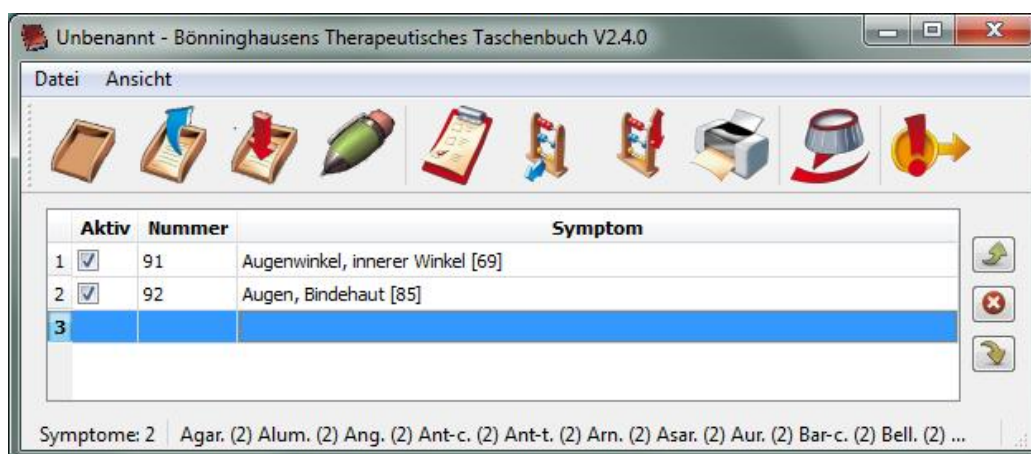 Unbenannt - Bönninghausens Therapeutisches Taschenbuch V2.4.0
Datei Ansicht
Aktiv Nummer Symptom
1 91 Augenwinkel, innerer Winkel [69]
2 92 Augen, Bindehaut [85]
3
Symptome: 2 Agar. (2) Alum. (2) Ang. (2) Ant-c. (2) Ant-t. (2) Arn. (2) Asar. (2) Aur. (2) Bar-c. (2) Bell. (2) ...